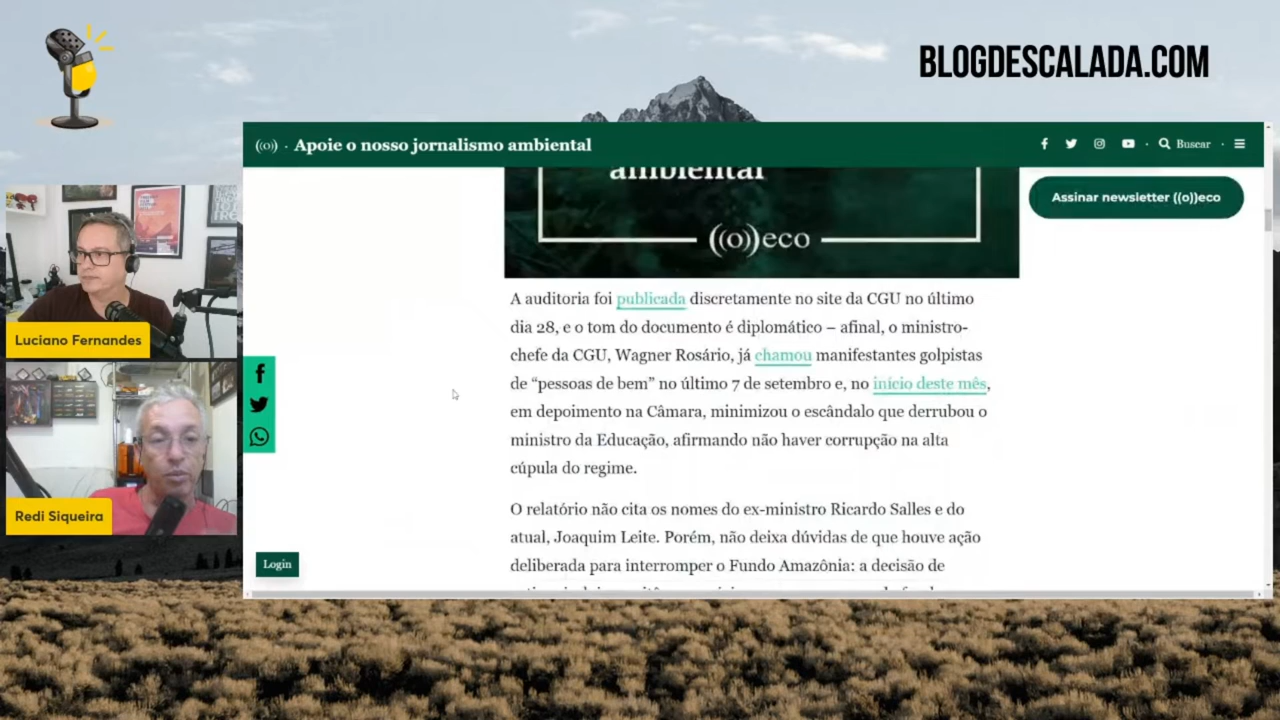 BLOGDESCALADA.COM
((o)) · Apoie o nosso jornalismo ambiental
Buscar
ambiental
((o))eco
Assinar newsletter ((o))eco
A auditoria foi publicada discretamente no site da CGU no último
dia 28, e o tom do documento é diplomático – afinal, o ministro-
chefe da CGU, Wagner Rosário, já chamou manifestantes golpistas
de “pessoas de bem” no último 7 de setembro e, no início deste mês,
em depoimento na Câmara, minimizou o escândalo que derrubou o
ministro da Educação, afirmando não haver corrupção na alta
cúpula do regime.
O relatório não cita os nomes do ex-ministro Ricardo Salles e do
atual, Joaquim Leite. Porém, não deixa dúvidas de que houve ação
deliberada para interromper o Fundo Amazônia: a decisão de
Login
Luciano Fernandes
Redi Siqueira